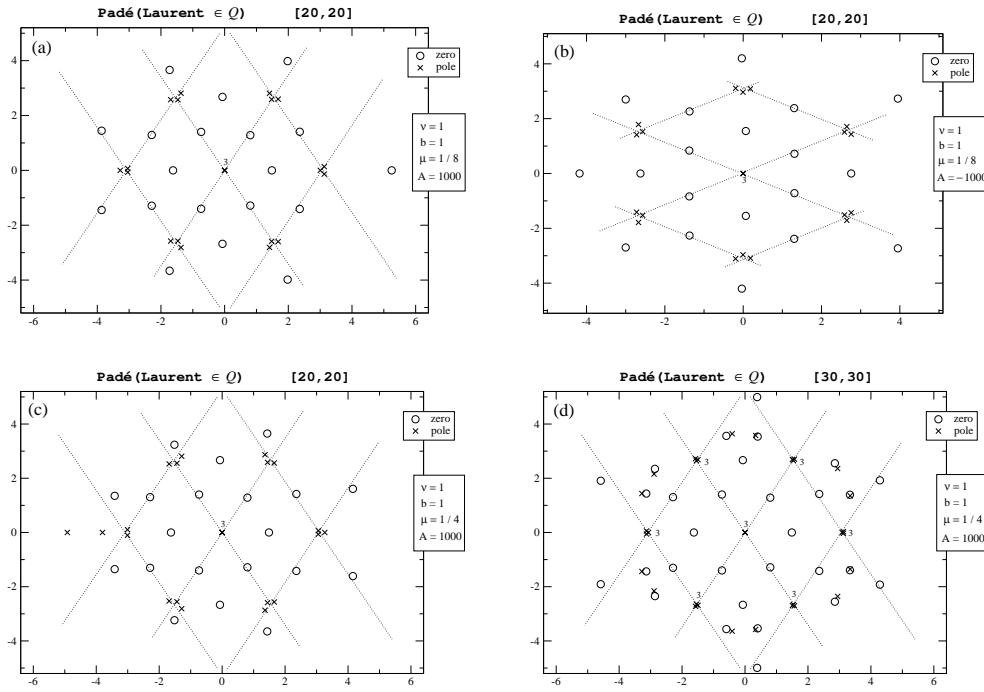 Padé(Laurent ∈ Q) [20,20]
(a)
zero
pole
ν = 1
b = 1
μ = 1 / 8
A = 1000
3
4
2
0
-2
-4
-6 -4 -2 0 2 4 6
Padé(Laurent ∈ Q) [20,20]
(b)
zero
pole
ν = 1
b = 1
μ = 1 / 8
A = −1000
3
4
2
0
-2
-4
-4 -2 0 2 4
Padé(Laurent ∈ Q) [20,20]
(c)
zero
pole
ν = 1
b = 1
μ = 1 / 4
A = 1000
3
4
2
0
-2
-4
-6 -4 -2 0 2 4 6
Padé(Laurent ∈ Q) [30,30]
(d)
zero
pole
ν = 1
b = 1
μ = 1 / 4
A = 1000
3 3
3 3 3
3 3
4
2
0
-2
-4
-6 -4 -2 0 2 4 6